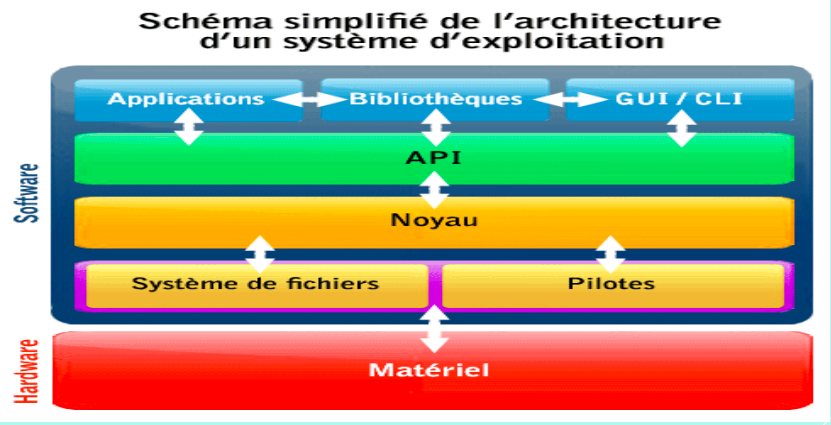 Schéma simplifié de l'architecture
d'un système d'exploitation
Applications
Bibliothèques
GUI / CLI
API
Noyau
Système de fichiers
Pilotes
Matériel
Software
Hardware